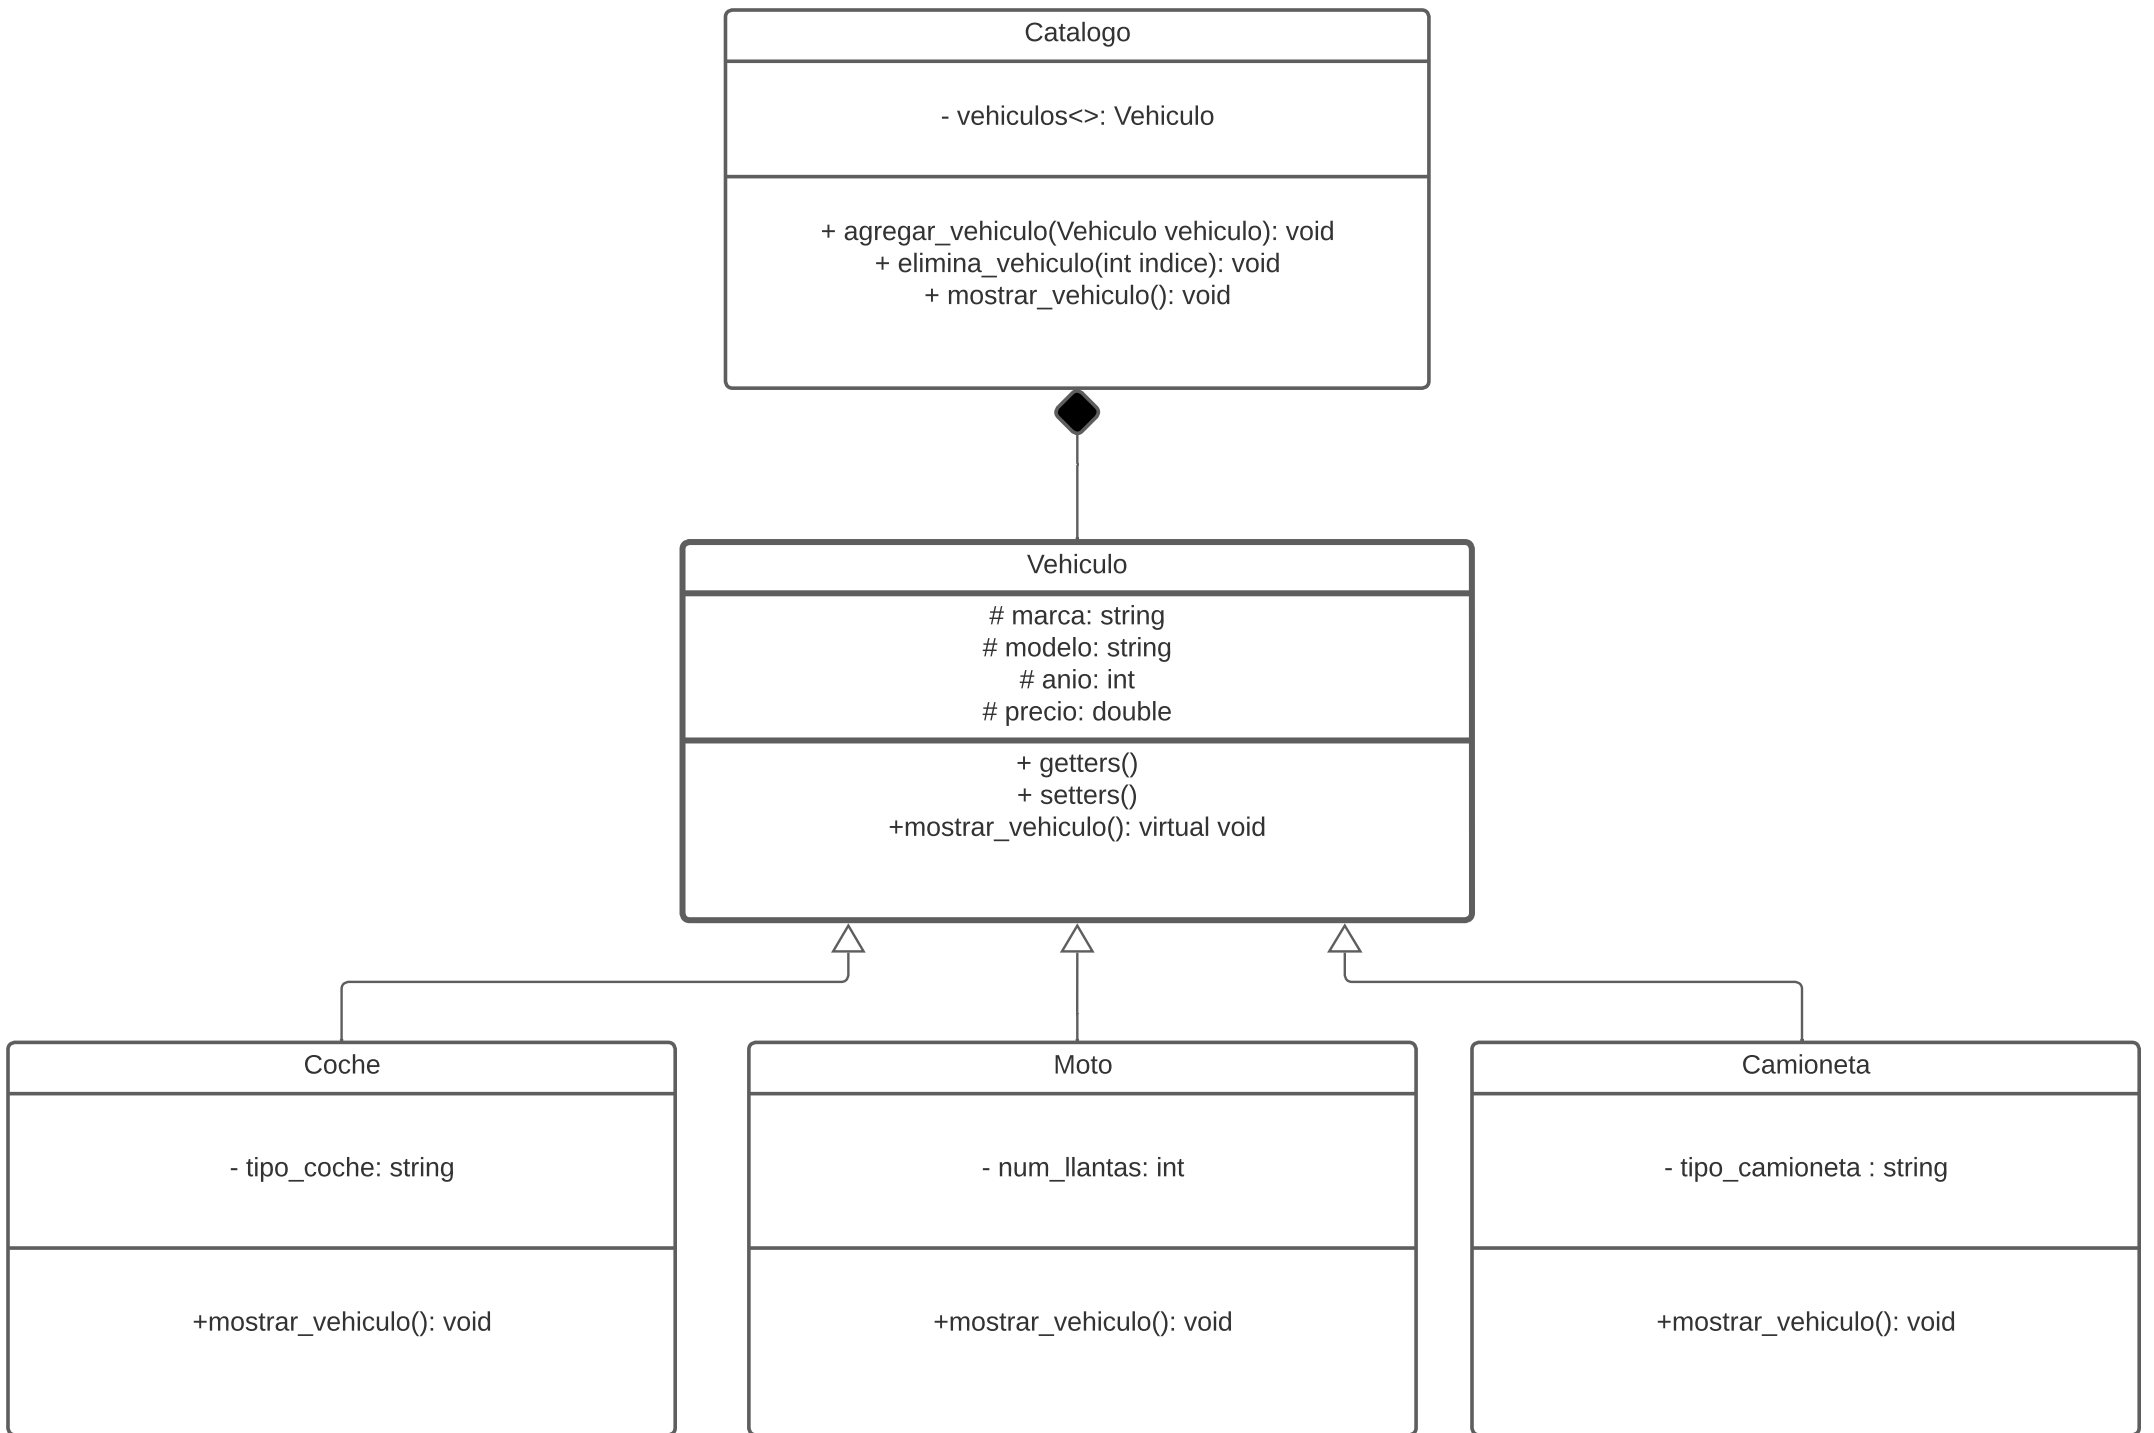 Catalogo
- vehiculos<>: Vehiculo
+ agregar_vehiculo(Vehiculo vehiculo): void
+ elimina_vehiculo(int indice): void
+ mostrar_vehiculo(): void
Vehiculo
# marca: string
# modelo: string
# anio: int
# precio: double
+ getters()
+ setters()
+mostrar_vehiculo(): virtual void
Coche
- tipo_coche: string
+mostrar_vehiculo(): void
Moto
- num_llantas: int
+mostrar_vehiculo(): void
Camioneta
- tipo_camioneta : string
+mostrar_vehiculo(): void